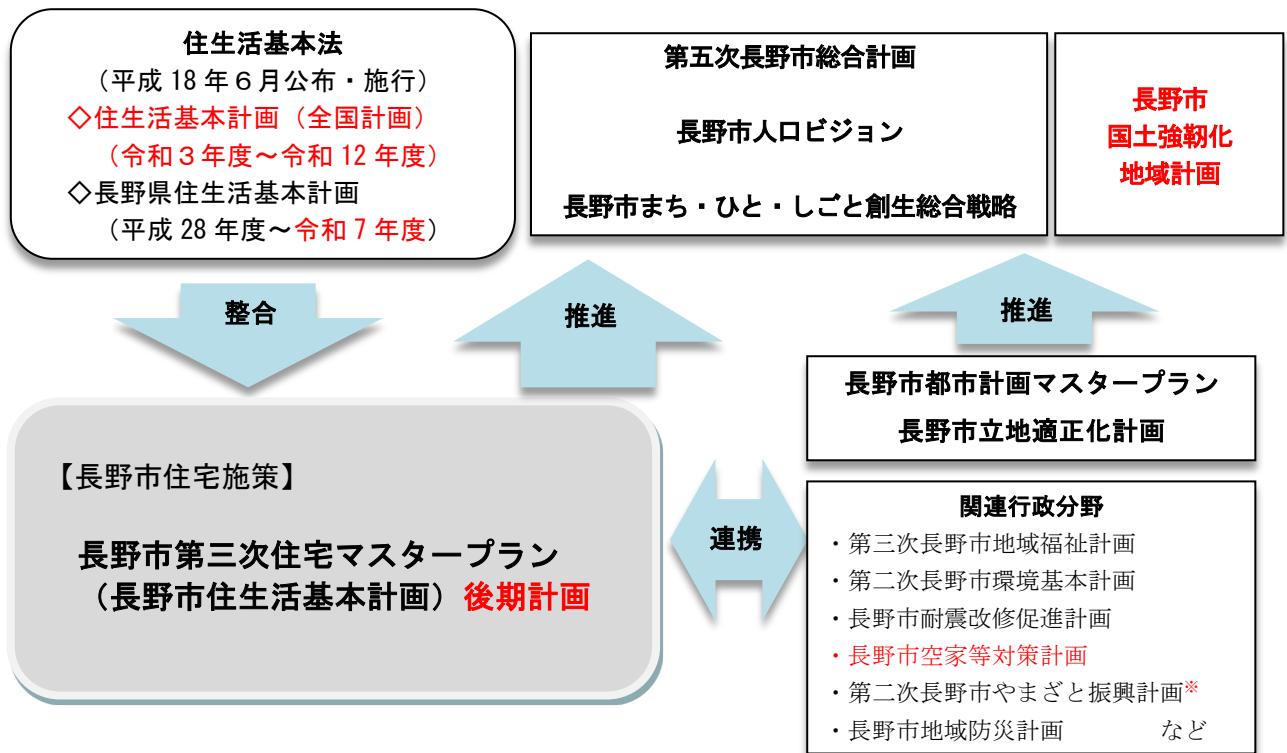 住生活基本法
（平成 18 年６月公布・施行）
◇住生活基本計画（全国計画）
（令和３年度～令和 12 年度）
◇長野県住生活基本計画
（平成 28 年度～令和 7 年度）
第五次長野市総合計画
長野市人口ビジョン
長野市まち・ひと・しごと創生総合戦略
長野市
国土強靭化
地域計画
整合
推進
推進
長野市都市計画マスタープラン
長野市立地適正化計画
【長野市住宅施策】
長野市第三次住宅マスタープラン
（長野市住生活基本計画）後期計画
連携
関連行政分野
・第三次長野市地域福祉計画
・第二次長野市環境基本計画
・長野市耐震改修促進計画
・長野市空家等対策計画
・第二次長野市やまざと振興計画※
・長野市地域防災計画 など